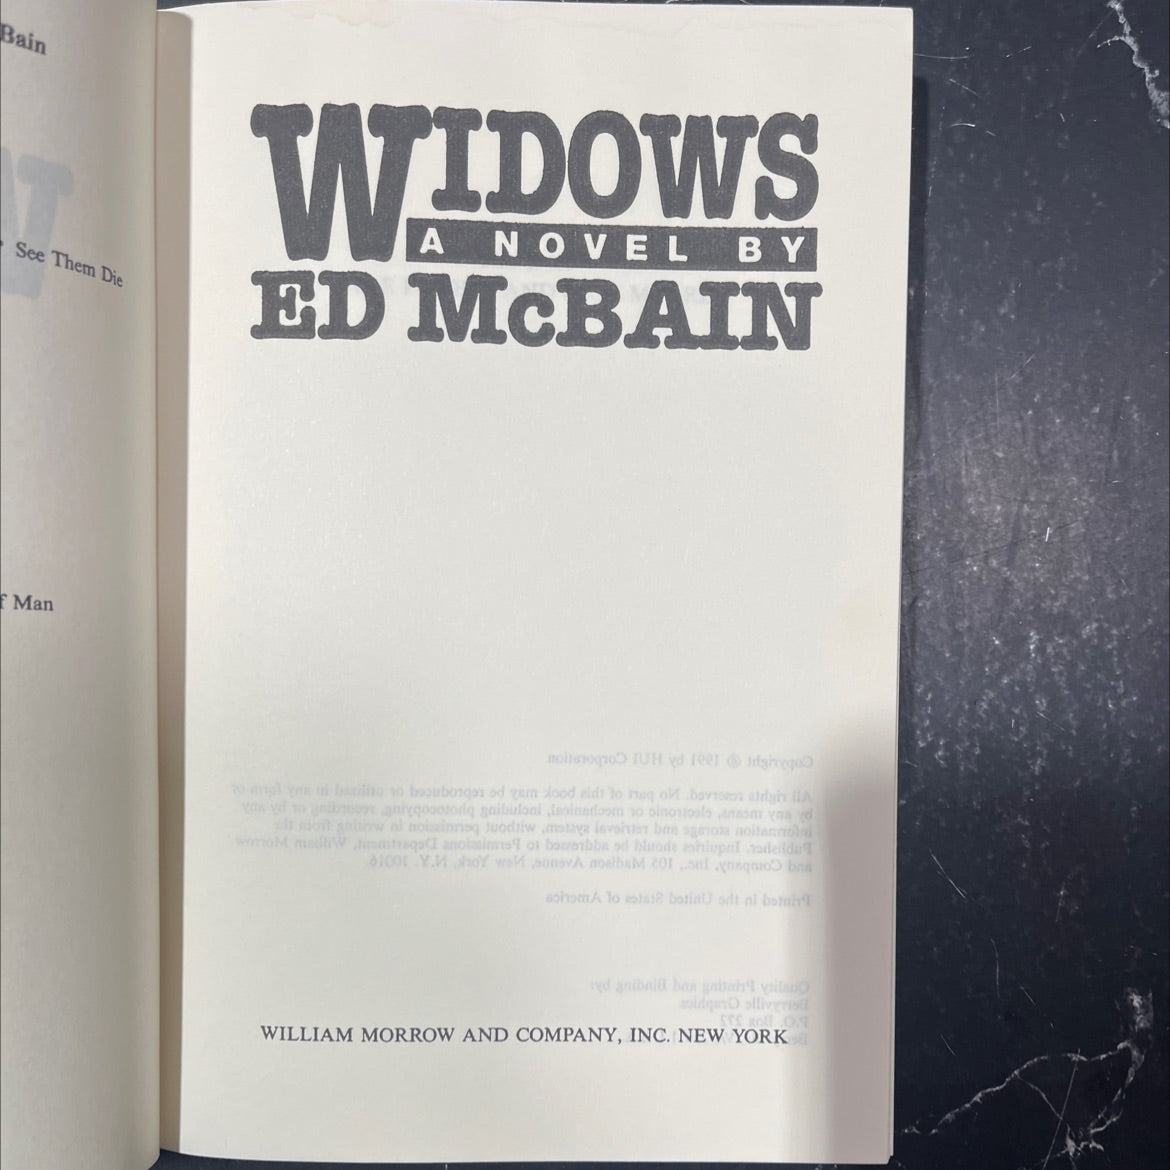 Bain
See Them Die
f Man
WIDOWS
A NOVEL BY
ED McBAIN
Copyright © 1991 by HUI Corporation
All rights reserved. No part of this book may be reproduced or utilized in any form or
by any means, electronic or mechanical, including photocopying, recording or by any
information storage and retrieval system, without permission in writing from the
Publisher. Inquiries should be addressed to Permissions Department, William Morrow
and Company, Inc., 105 Madison Avenue, New York, N.Y. 10016.
Printed in the United States of America
Quality Printing and Binding by:
Berryville Graphics
P.O. Box 272
WILLIAM MORROW AND COMPANY, INC. NEW YORK